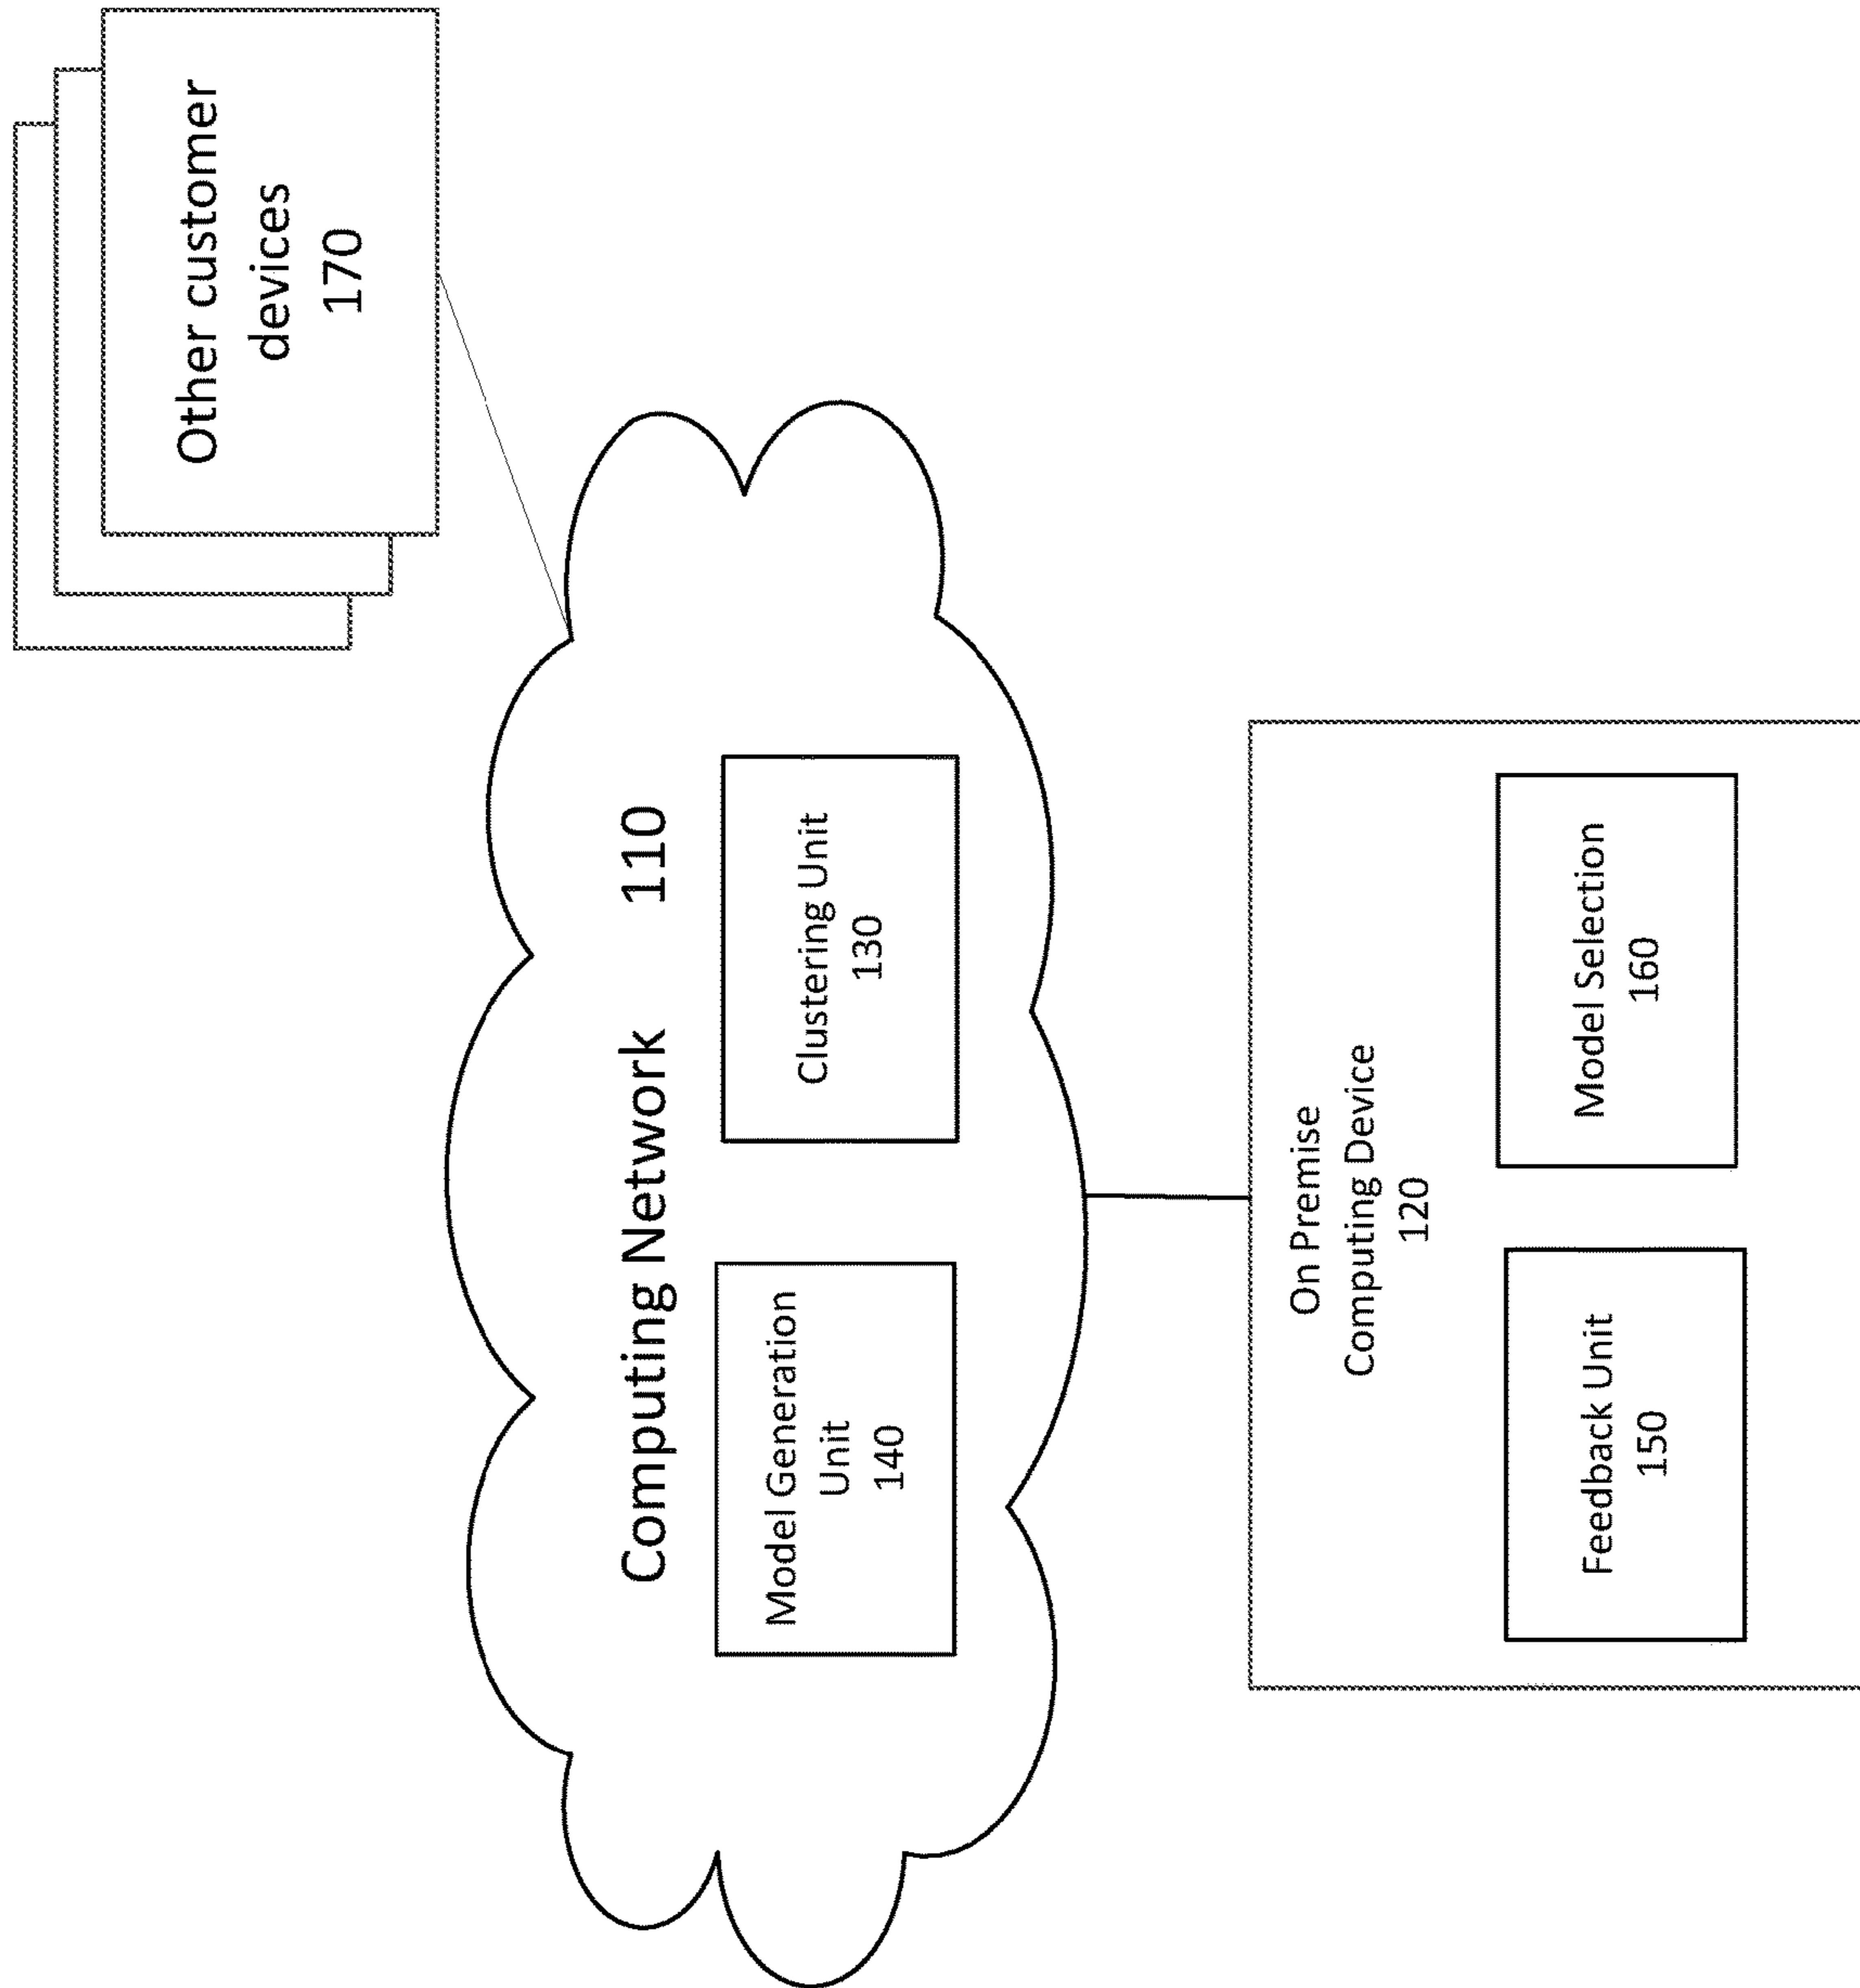 Other customer
devices
170
Computing Network 110
Model Generation
Unit
140
Clustering Unit
130
On Premise
Computing Device
120
Feedback Unit
150
Model Selection
160